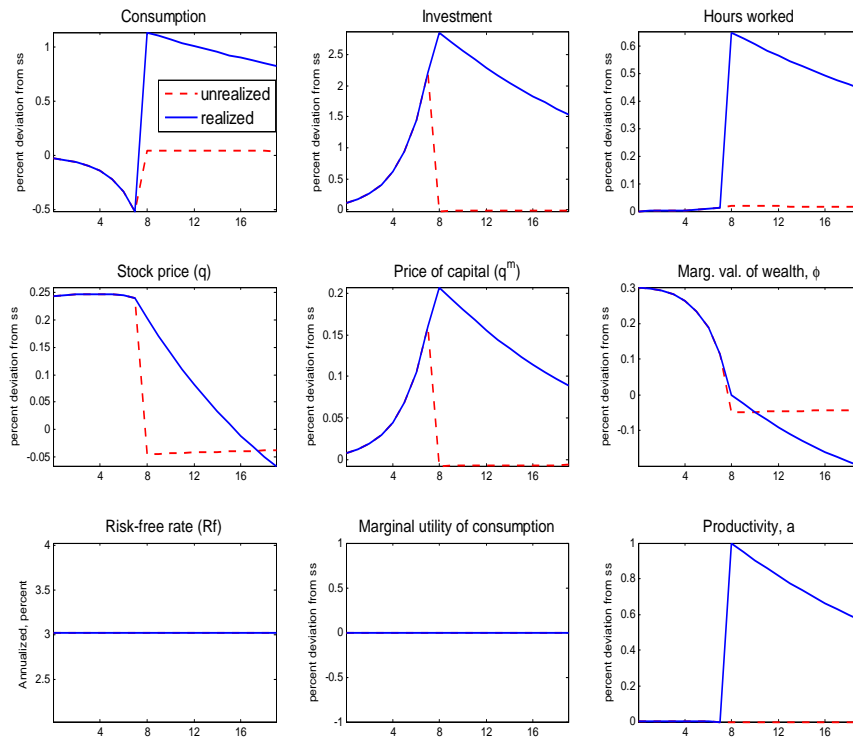 Consumption
percent deviation from ss
1
0.5
0
-0.5
4 8 12 16
unrealized
realized
Investment
percent deviation from ss
2.5
2
1.5
1
0.5
0
4 8 12 16
Hours worked
percent deviation from ss
0.6
0.5
0.4
0.3
0.2
0.1
0
4 8 12 16
Stock price (q)
percent deviation from ss
0.25
0.2
0.15
0.1
0.05
0
-0.05
4 8 12 16
Price of capital (q^m)
percent deviation from ss
0.2
0.15
0.1
0.05
0
4 8 12 16
Marg. val. of wealth, ϕ
percent deviation from ss
0.3
0.2
0.1
0
-0.1
4 8 12 16
Risk-free rate (Rf)
Annualized, percent
4
3.5
3
2.5
4 8 12 16
Marginal utility of consumption
percent deviation from ss
1
0.5
0
-0.5
-1
4 8 12 16
Productivity, a
percent deviation from ss
1
0.8
0.6
0.4
0.2
0
4 8 12 16